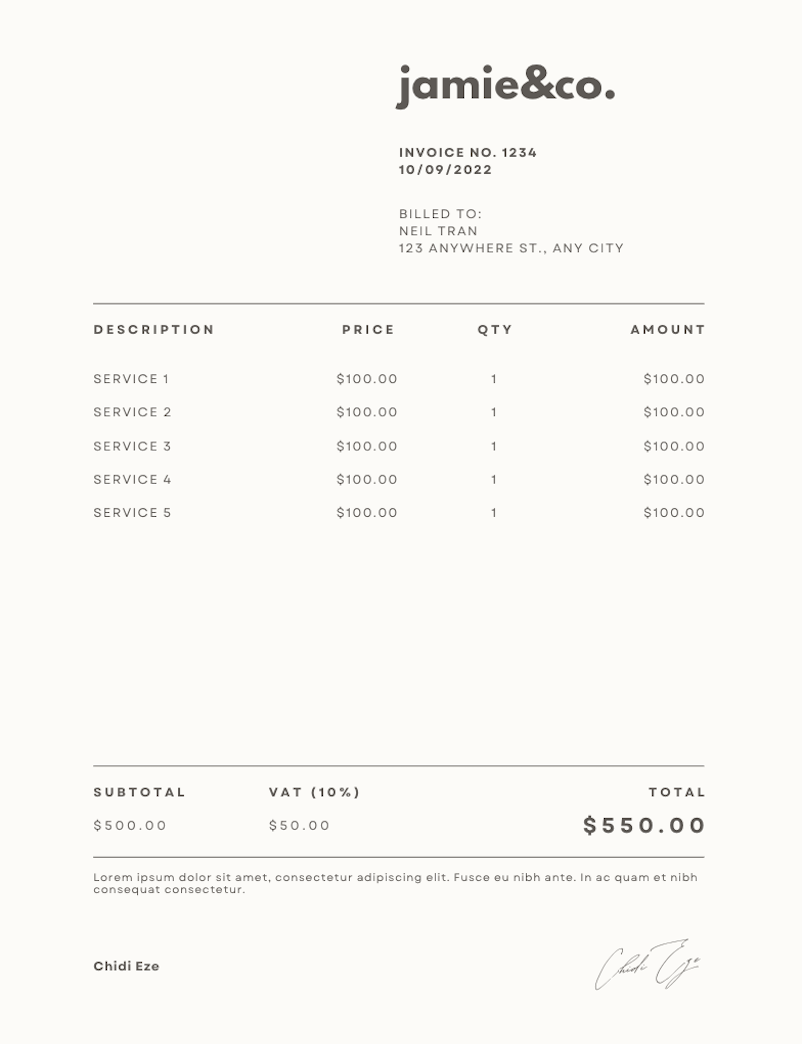 jamie&co.
INVOICE NO. 1234
10/09/2022
BILLED TO:
NEIL TRAN
123 ANYWHERE ST., ANY CITY
DESCRIPTION PRICE QTY AMOUNT
SERVICE 1 $100.00 1 $100.00
SERVICE 2 $100.00 1 $100.00
SERVICE 3 $100.00 1 $100.00
SERVICE 4 $100.00 1 $100.00
SERVICE 5 $100.00 1 $100.00
SUBTOTAL VAT (10%) TOTAL
$500.00 $50.00 $550.00
Lorem ipsum dolor sit amet, consectetur adipiscing elit. Fusce eu nibh ante. In ac quam et nibh
consequat consectetur.
Chidi Eze Chidi Eze